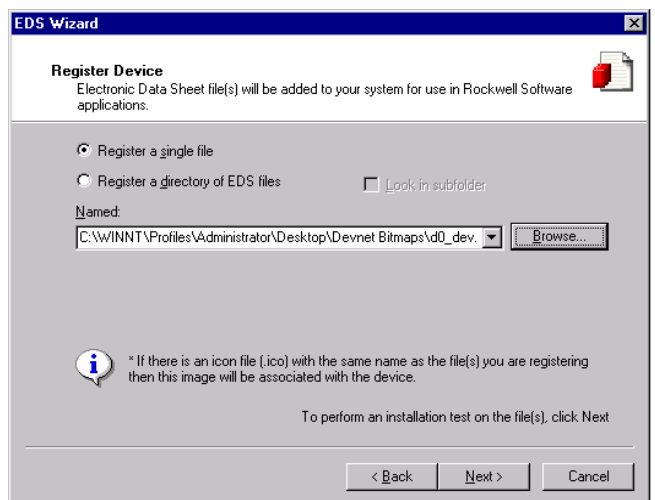 EDS Wizard
Register Device
Electronic Data Sheet file(s) will be added to your system for use in Rockwell Software
applications.
Register a single file
Register a directory of EDS files
Look in subfolder
Named:
C:\WINNT\Profiles\Administrator\Desktop\Devnet Bitmaps\d0_dev.
Browse...
* If there is an icon file (.ico) with the same name as the file(s) you are registering
then this image will be associated with the device.
To perform an installation test on the file(s), click Next
< Back
Next >
Cancel